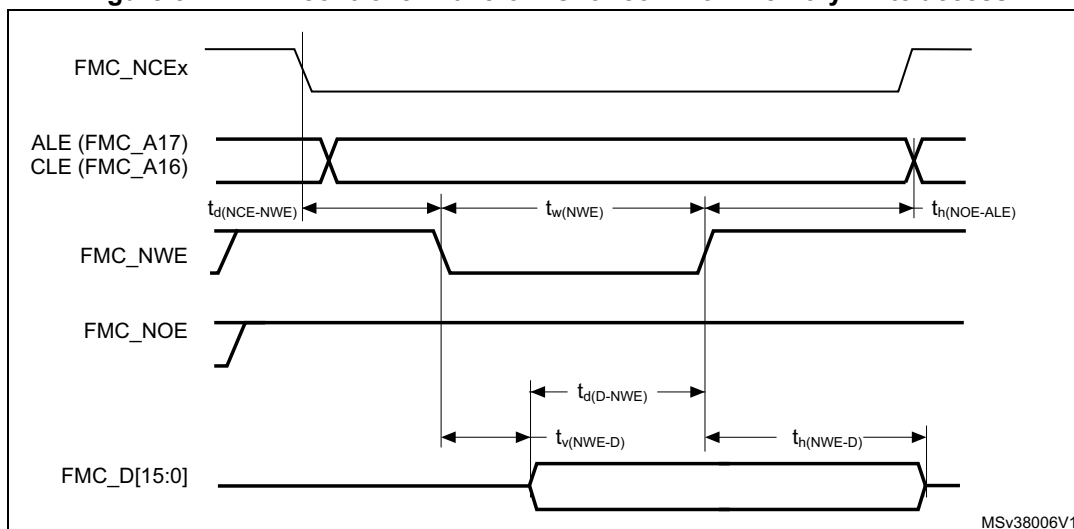 FMC_NCEx
ALE (FMC_A17)
CLE (FMC_A16)
td(NCE-NWE)
tw(NWE)
th(NOE-ALE)
FMC_NWE
FMC_NOE
td(D-NWE)
tv(NWE-D)
th(NWE-D)
FMC_D[15:0]
MSv38006V1